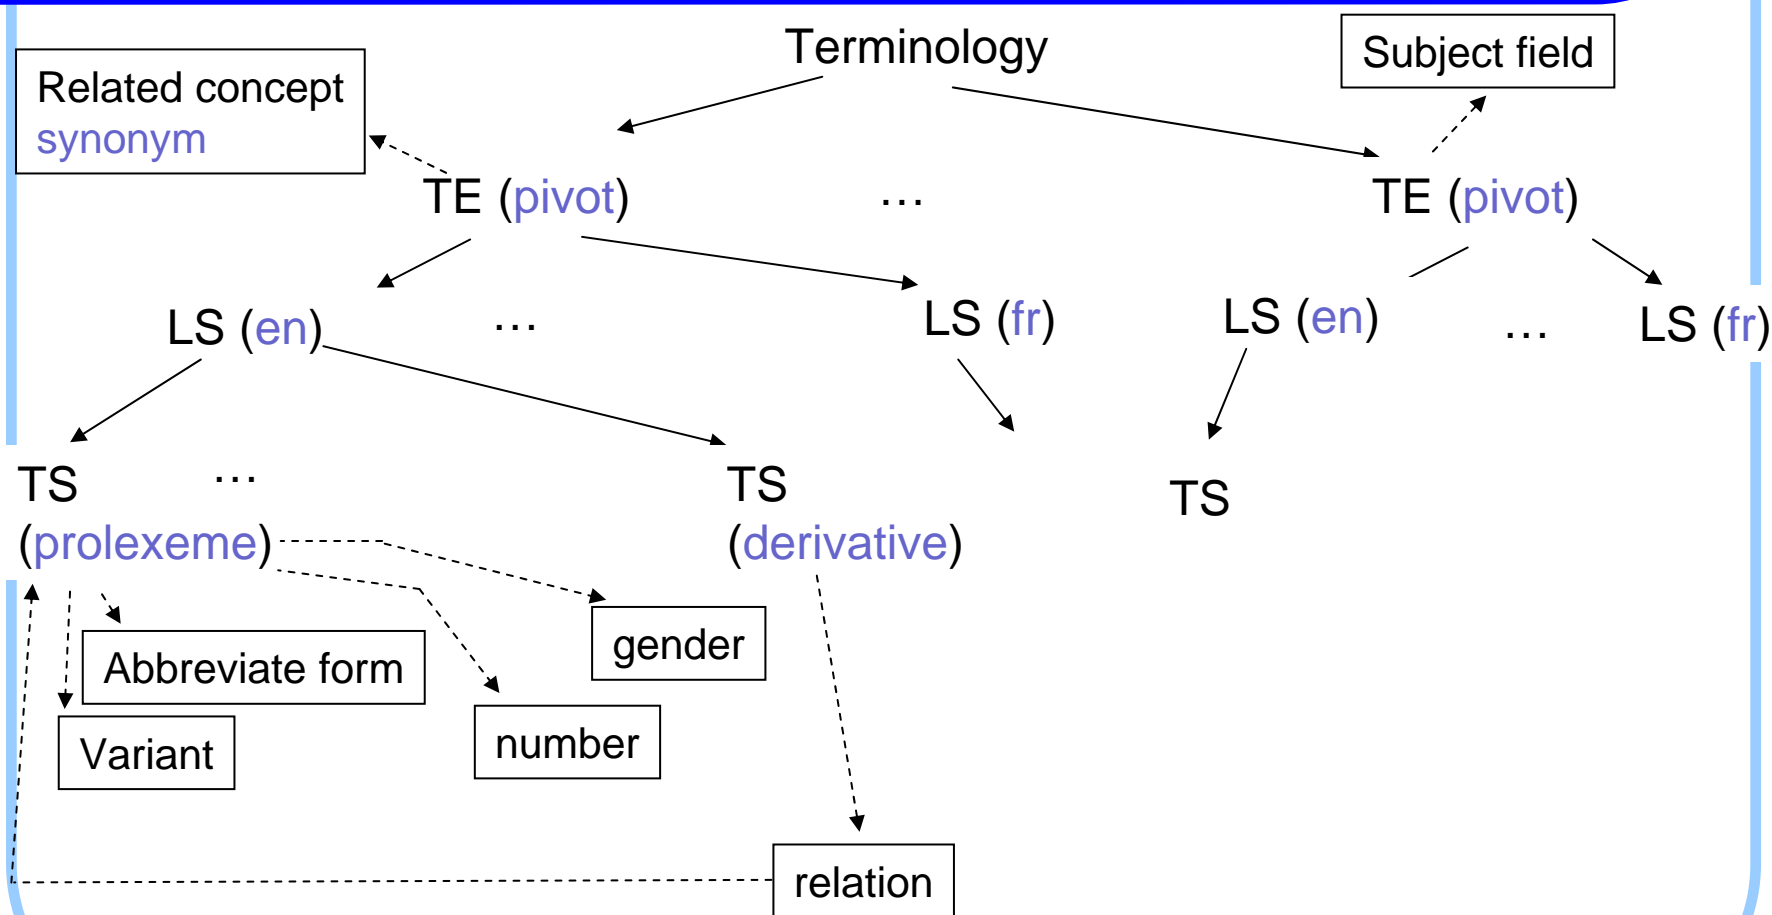 Terminology
Subject field
Related concept
synonym
TE (pivot)
…
TE (pivot)
LS (en)
…
LS (fr)
LS (en)
…
LS (fr)
TS
(prolexeme)
…
TS
(derivative)
TS
Abbreviate form
gender
Variant
number
relation